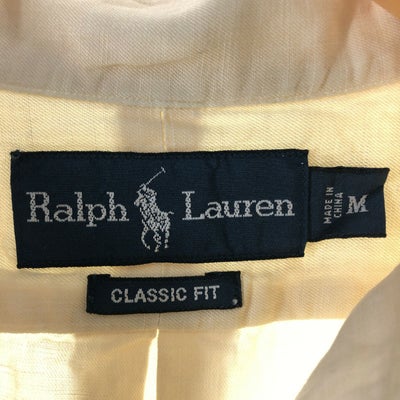 Ralph Lauren
MADE IN
CHINA
M
CLASSIC FIT